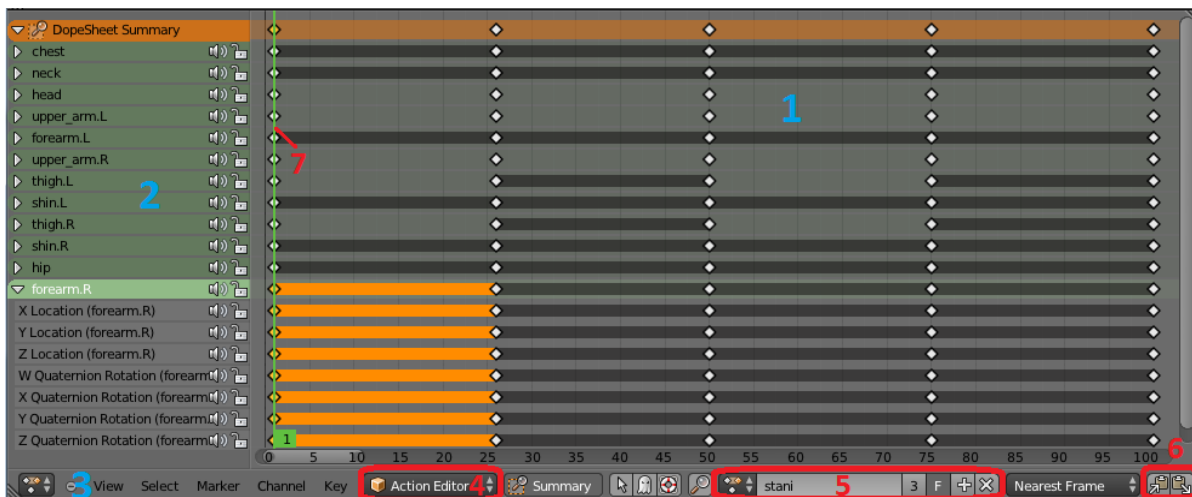 DopeSheet Summary
chest
neck
head
1
upper_arm.L
forearm.L
7
upper_arm.R
thigh.L
2
shin.L
thigh.R
shin.R
hip
forearm.R
X Location (forearm.R)
Y Location (forearm.R)
Z Location (forearm.R)
W Quaternion Rotation (forearm
X Quaternion Rotation (forearm
Y Quaternion Rotation (forearm
Z Quaternion Rotation (forearm
1
0 5 10 15 20 25 30 35 40 45 50 55 60 65 70 75 80 85 90 95 100
6
3 View Select Marker Channel Key Action Editor 4 Summary stani 5 3 F Nearest Frame